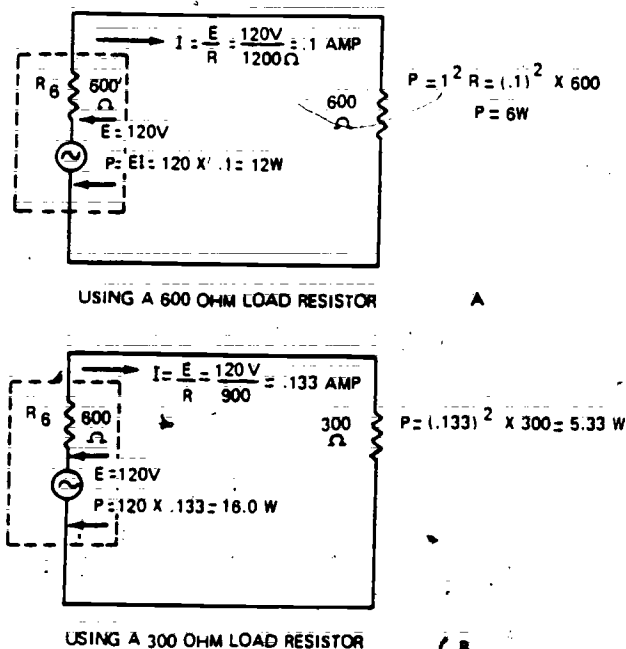 I = E/R = 120V/1200Ω = .1 AMP
R6 600 Ω
E = 120V
P = EI = 120 X .1 = 12W
600 Ω
P = 1² R = (.1)² X 600
P = 6W
USING A 600 OHM LOAD RESISTOR
A
I = E/R = 120 V/900 = .133 AMP
R6 600 Ω
E = 120V
P = 120 X .133 = 16.0 W
300 Ω
P = (.133)² X 300 = 5.33 W
USING A 300 OHM LOAD RESISTOR
B